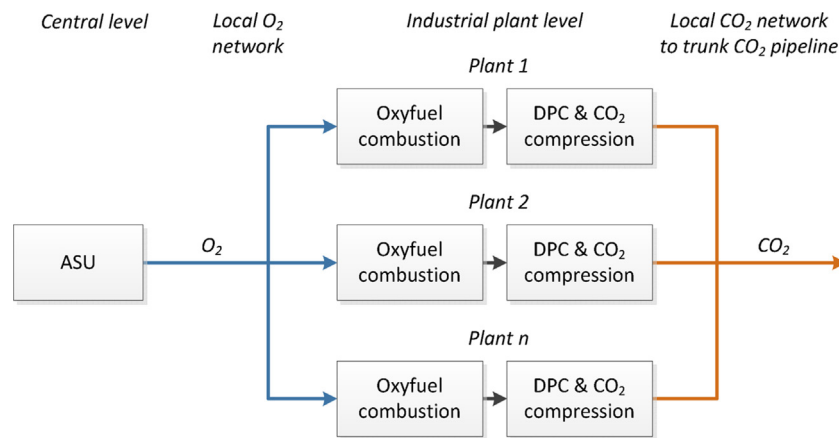 Central level
Local O₂
network
Industrial plant level
Local CO₂ network
to trunk CO₂ pipeline
Plant 1
Oxyfuel
combustion
DPC & CO₂
compression
Plant 2
ASU
O₂
Oxyfuel
combustion
DPC & CO₂
compression
CO₂
Plant n
Oxyfuel
combustion
DPC & CO₂
compression